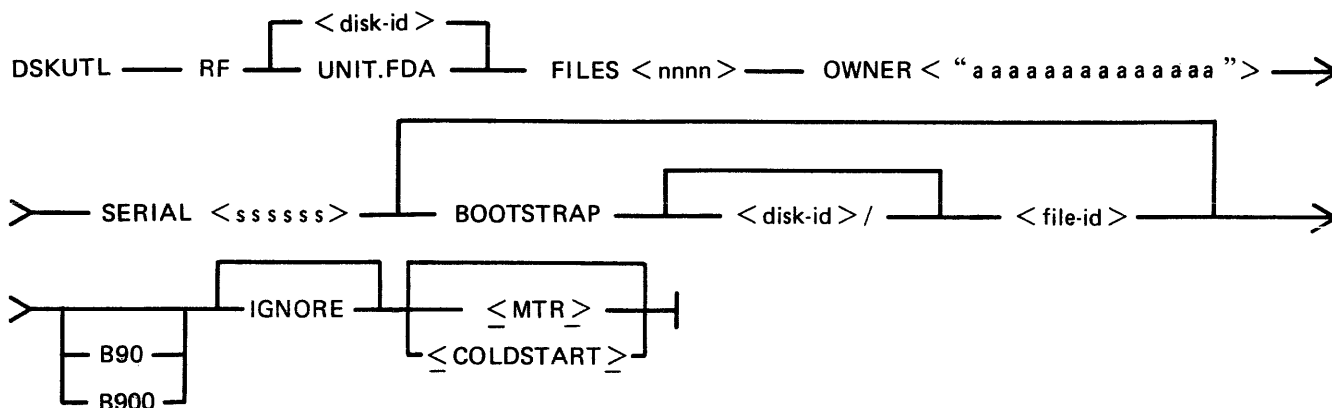 <disk-id>
DSKUTL RF UNIT.FDA FILES <nnnn> OWNER <"aaaaaaaaaaaaaa">
SERIAL <ssssss> BOOTSTRAP <disk-id>/ <file-id>
IGNORE <MTR>
B90 <COLDSTART>
B900